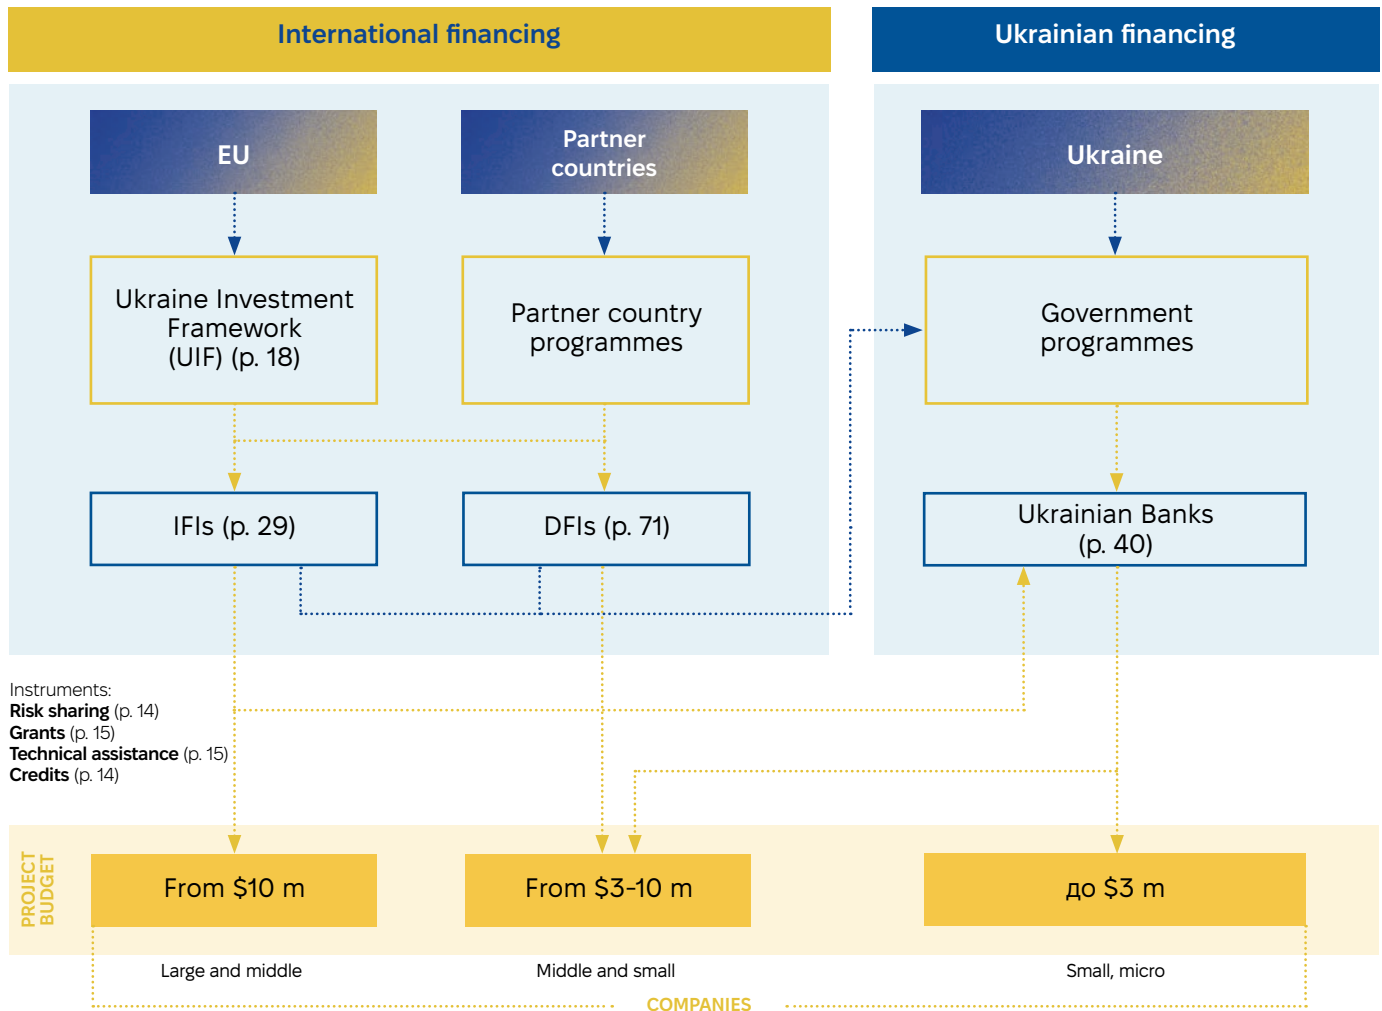 International financing
Ukrainian financing
EU
Partner
countries
Ukraine
Ukraine Investment
Framework
(UIF) (p. 18)
Partner country
programmes
Government
programmes
IFIs (p. 29)
DFIs (p. 71)
Ukrainian Banks
(p. 40)
Instruments:
Risk sharing (p. 14)
Grants (p. 15)
Technical assistance (p. 15)
Credits (p. 14)
PROJECT
BUDGET
From $10 m
From $3-10 m
до $3 m
Large and middle
Middle and small
Small, micro
COMPANIES